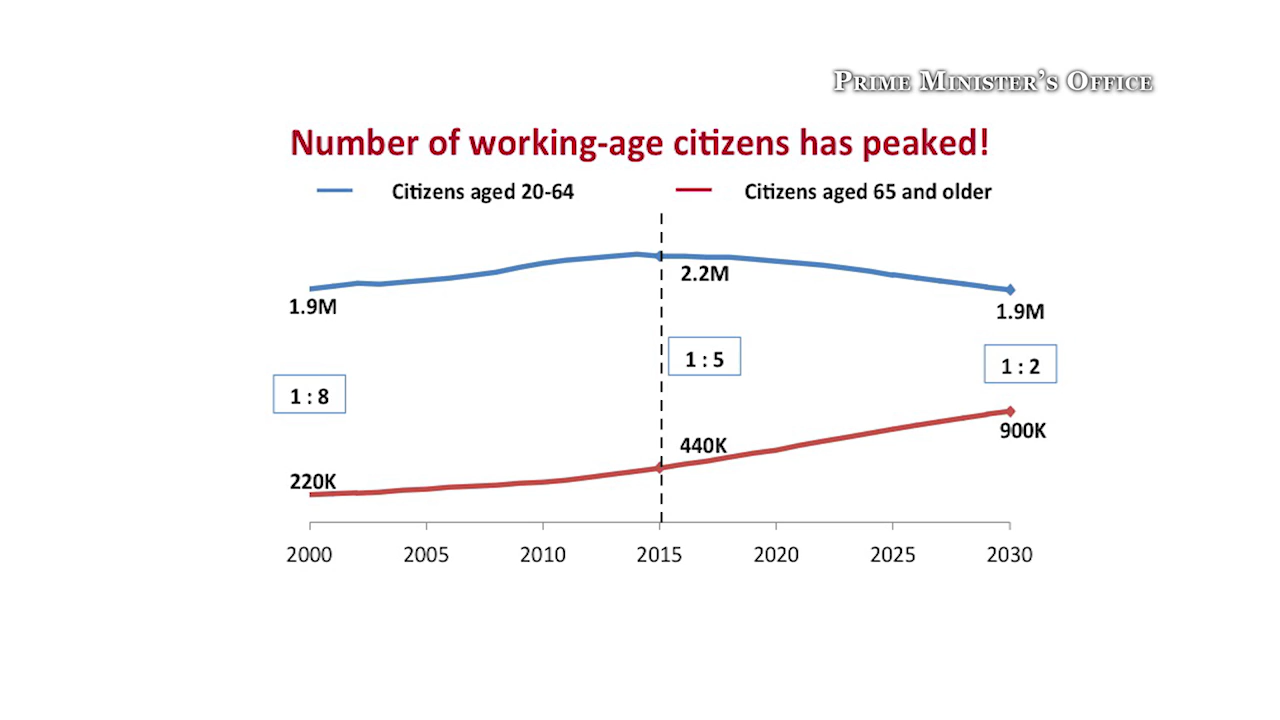 PRIME MINISTER'S OFFICE
Number of working-age citizens has peaked!
Citizens aged 20-64 Citizens aged 65 and older
2.2M
1.9M 1.9M
1 : 5 1 : 2
1 : 8
440K 900K
220K
2000 2005 2010 2015 2020 2025 2030